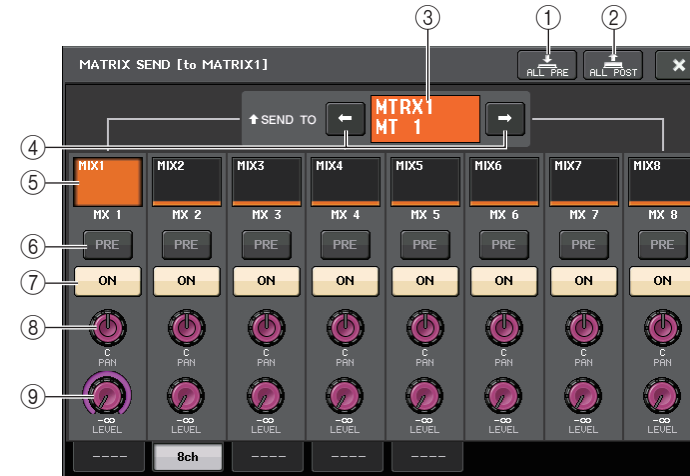 ③ ① ②
MATRIX SEND [to MATRIX1] ALL PRE ALL POST ×
SEND TO MTRX1
MT 1
④
⑤ MIX1 MIX2 MIX3 MIX4 MIX5 MIX6 MIX7 MIX8
MX 1 MX 2 MX 3 MX 4 MX 5 MX 6 MX 7 MX 8
⑥ PRE PRE PRE PRE PRE PRE PRE PRE
⑦ ON ON ON ON ON ON ON ON
⑧
C C C C C C C C
PAN PAN PAN PAN PAN PAN PAN PAN
⑨
-∞ -∞ -∞ -∞ -∞ -∞ -∞ -∞
LEVEL LEVEL LEVEL LEVEL LEVEL LEVEL LEVEL LEVEL
---- 8ch ---- ---- ----